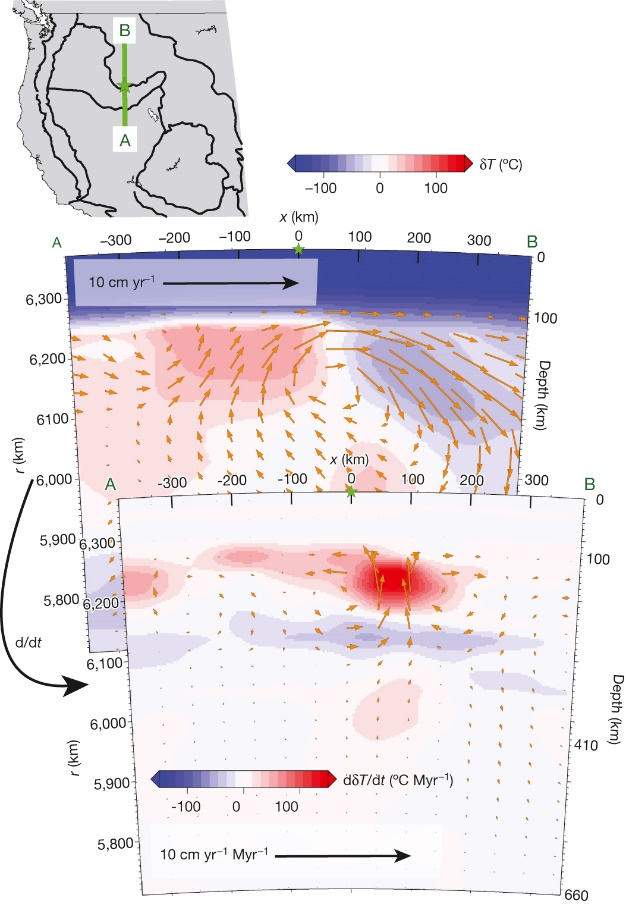 B
A
δT (ºC)
−100 0 100
x (km)
A −300 −200 −100 0 100 200 300 B
0
10 cm yr⁻¹
6,300
100
6,200
6100
Depth (km)
r (km)
6,000
x (km)
A -300 -200 -100 0 100 200 300 B
0
5,900
6,300
100
5,800
6,200
d/dt
6,100
Depth (km)
6,000
410
r (km)
5,900
dδT/dt (ºC Myr⁻¹)
-100 0 100
5,800
10 cm yr⁻¹ Myr⁻¹
660